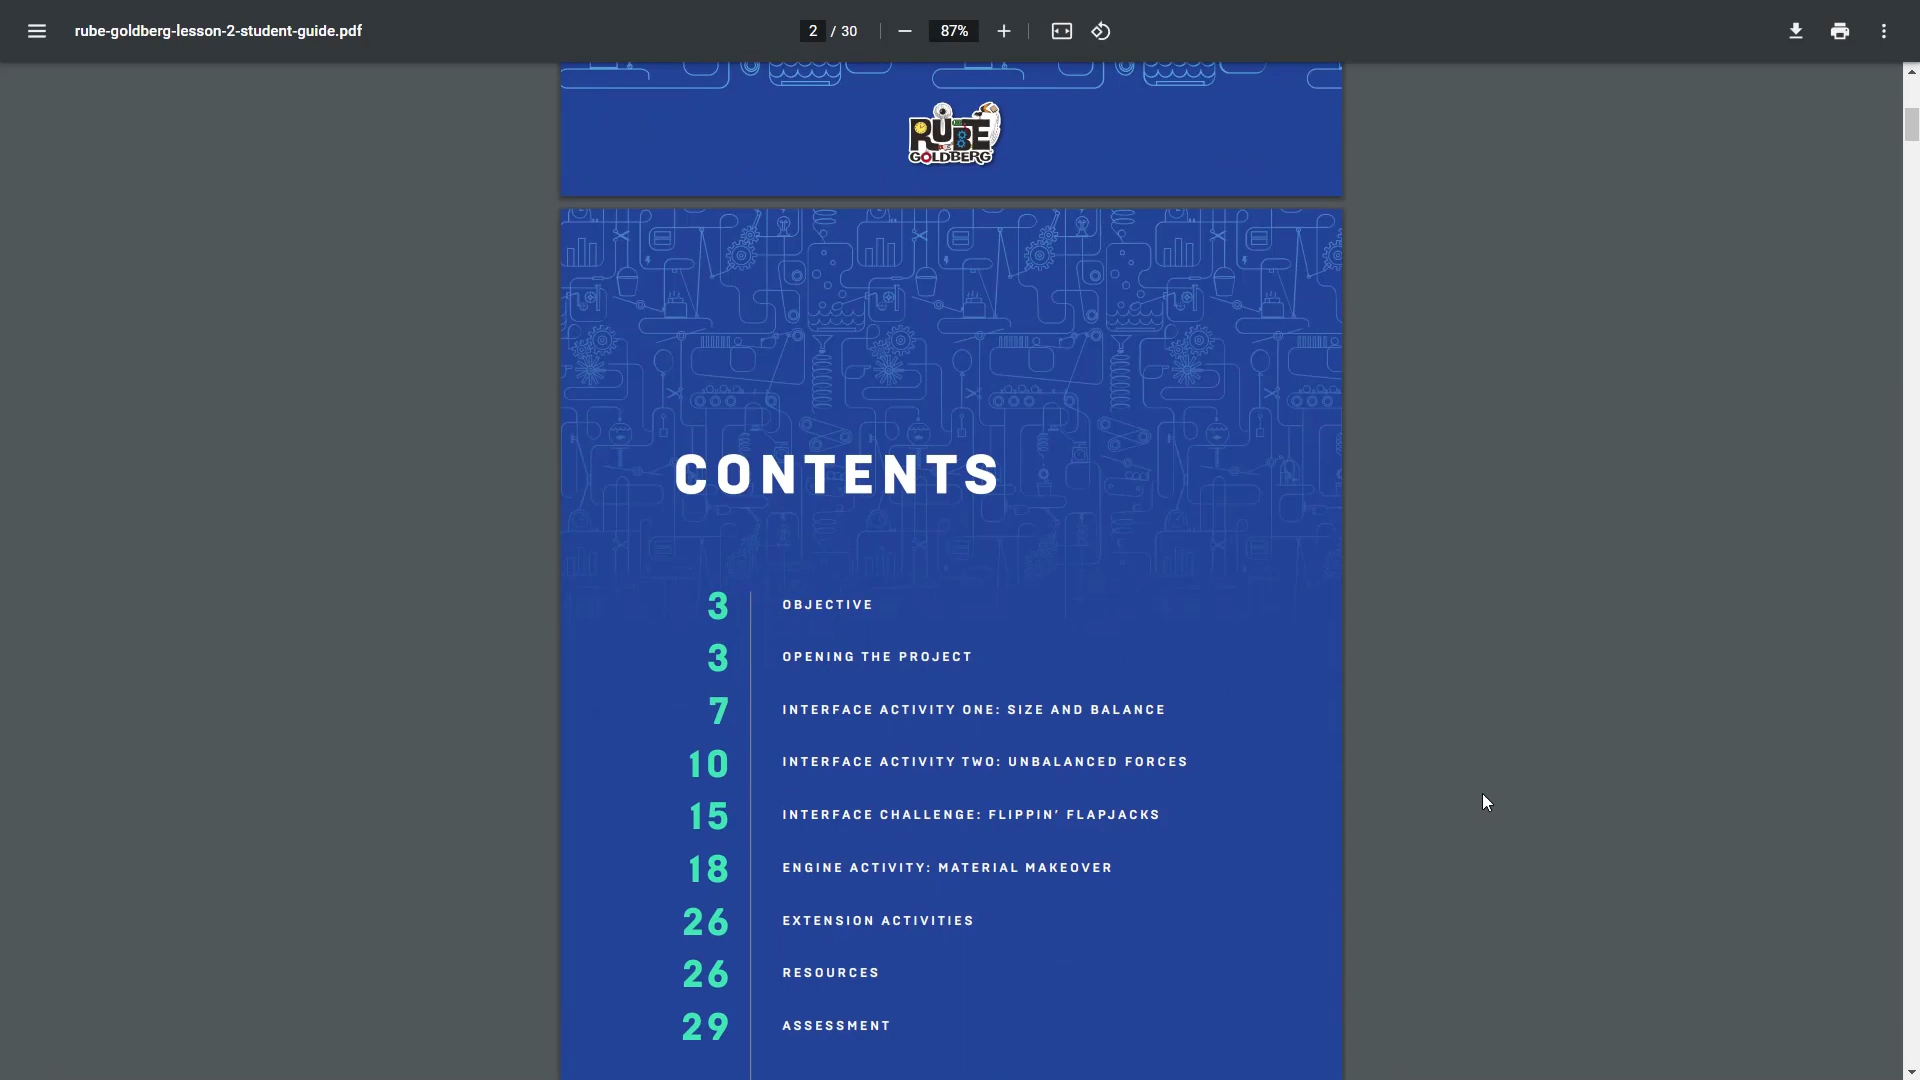 rube-goldberg-lesson-2-student-guide.pdf
2 / 30
87%
RUBE
GOLDBERG
CONTENTS
3 OBJECTIVE
3 OPENING THE PROJECT
7 INTERFACE ACTIVITY ONE: SIZE AND BALANCE
10 INTERFACE ACTIVITY TWO: UNBALANCED FORCES
15 INTERFACE CHALLENGE: FLIPPIN’ FLAPJACKS
18 ENGINE ACTIVITY: MATERIAL MAKEOVER
26 EXTENSION ACTIVITIES
26 RESOURCES
29 ASSESSMENT